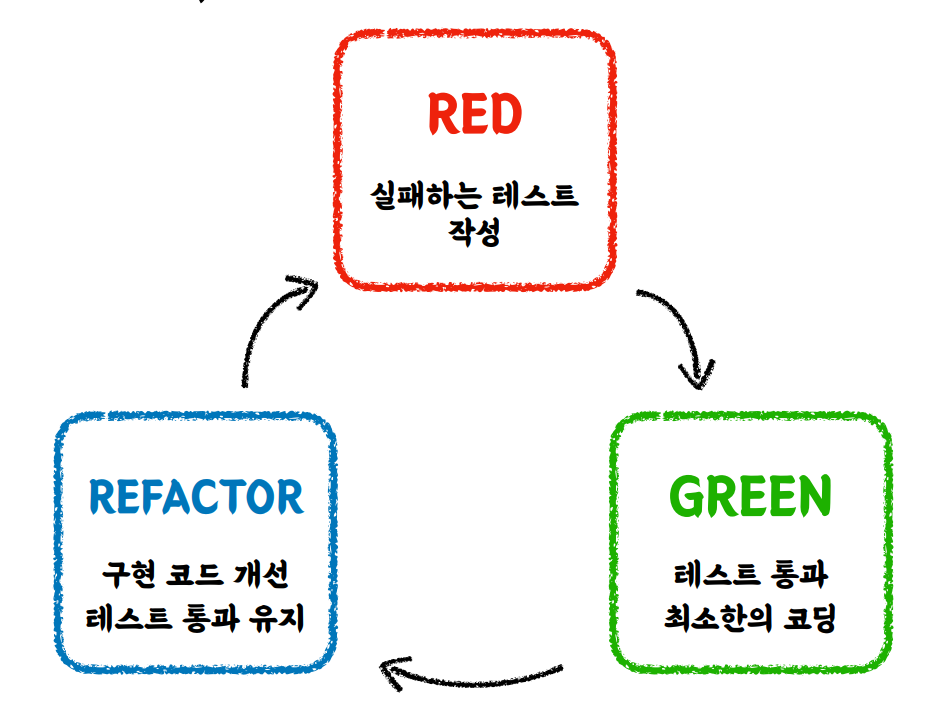 RED
실패하는 테스트
작성
REFACTOR
구현 코드 개선
테스트 통과 유지
GREEN
테스트 통과
최소한의 코딩